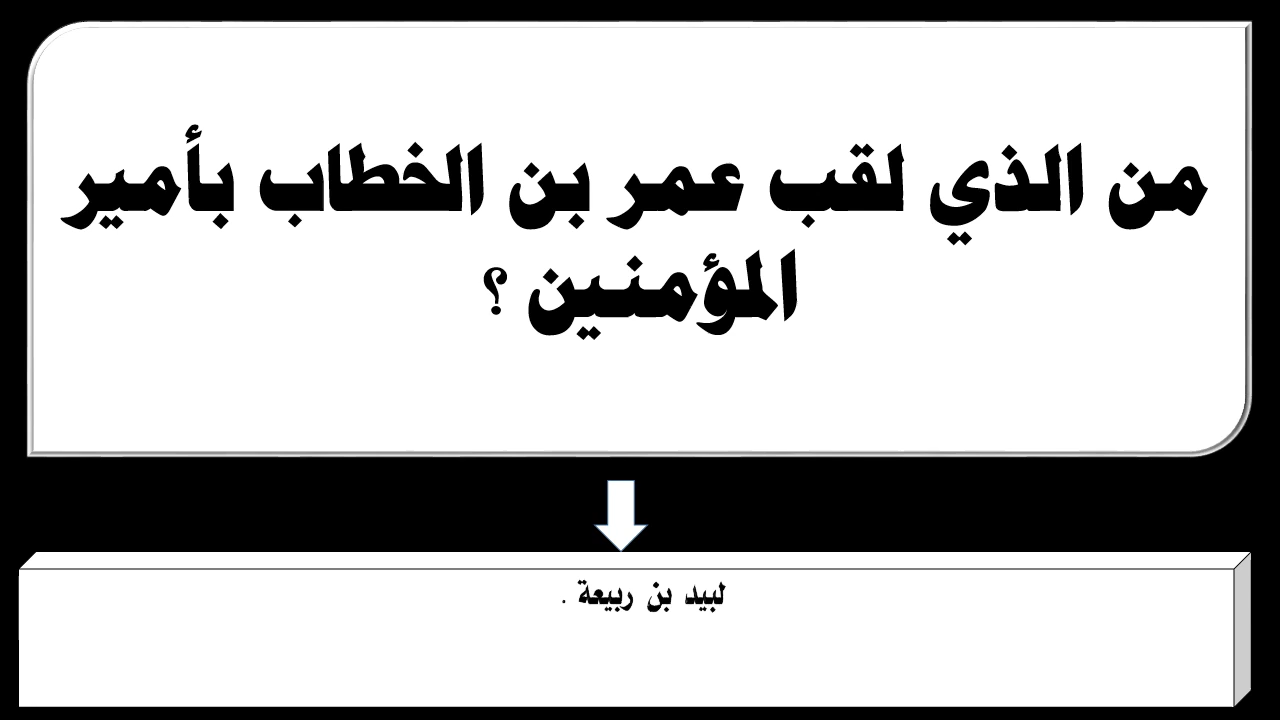 من الذي لقب عمر بن الخطاب بأمير
المؤمنين ؟
لبيد بن ربيعة .